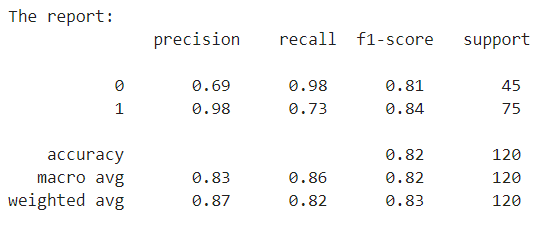 The report:
precision recall f1-score support
0 0.69 0.98 0.81 45
1 0.98 0.73 0.84 75
accuracy 0.82 120
macro avg 0.83 0.86 0.82 120
weighted avg 0.87 0.82 0.83 120